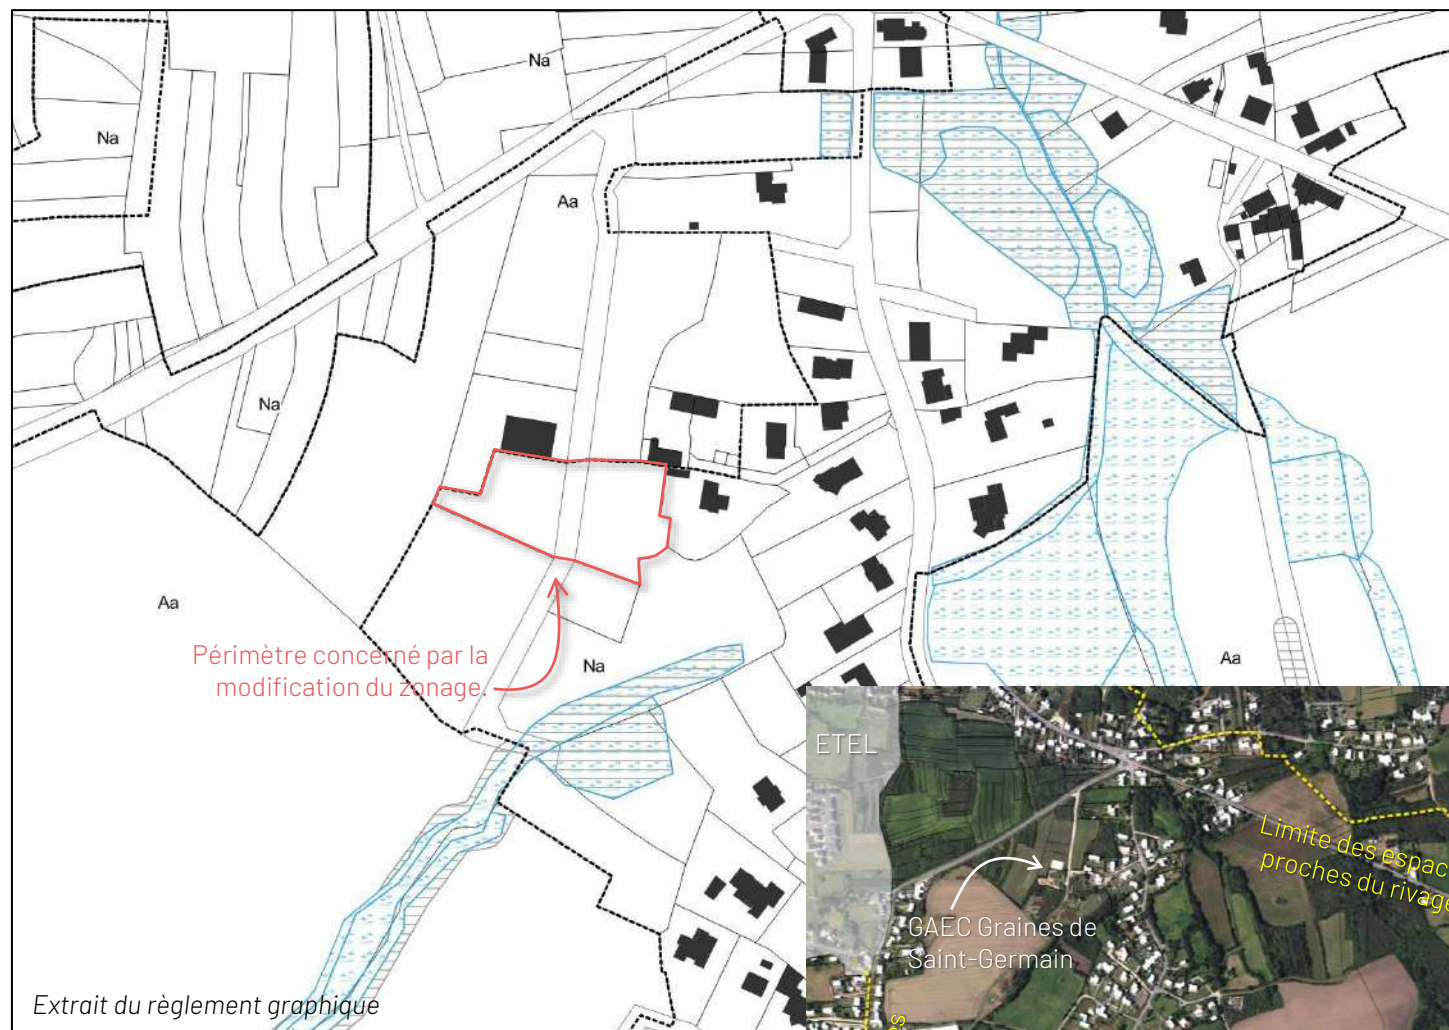 Na
Na
Aa
Na
Aa
Périmètre concerné par la
modification du zonage.
Na
Aa
ETEL
Limite des espac
proches du rivage
GAEC Graines de
Saint-Germain
Extrait du règlement graphique